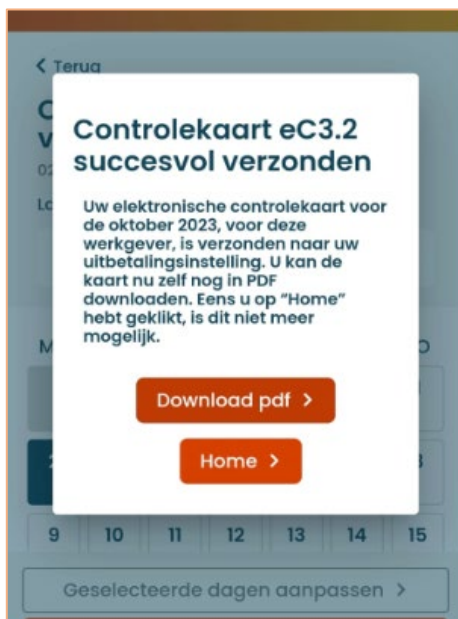 Terug
Controlekaart eC3.2
succesvol verzonden
Uw elektronische controlekaart voor
de oktober 2023, voor deze
werkgever, is verzonden naar uw
uitbetalingsinstelling. U kan de
kaart nu zelf nog in PDF
downloaden. Eens u op "Home"
hebt geklikt, is dit niet meer
mogelijk.
Download pdf
Home
9 10 11 12 13 14 15
Geselecteerde dagen aanpassen